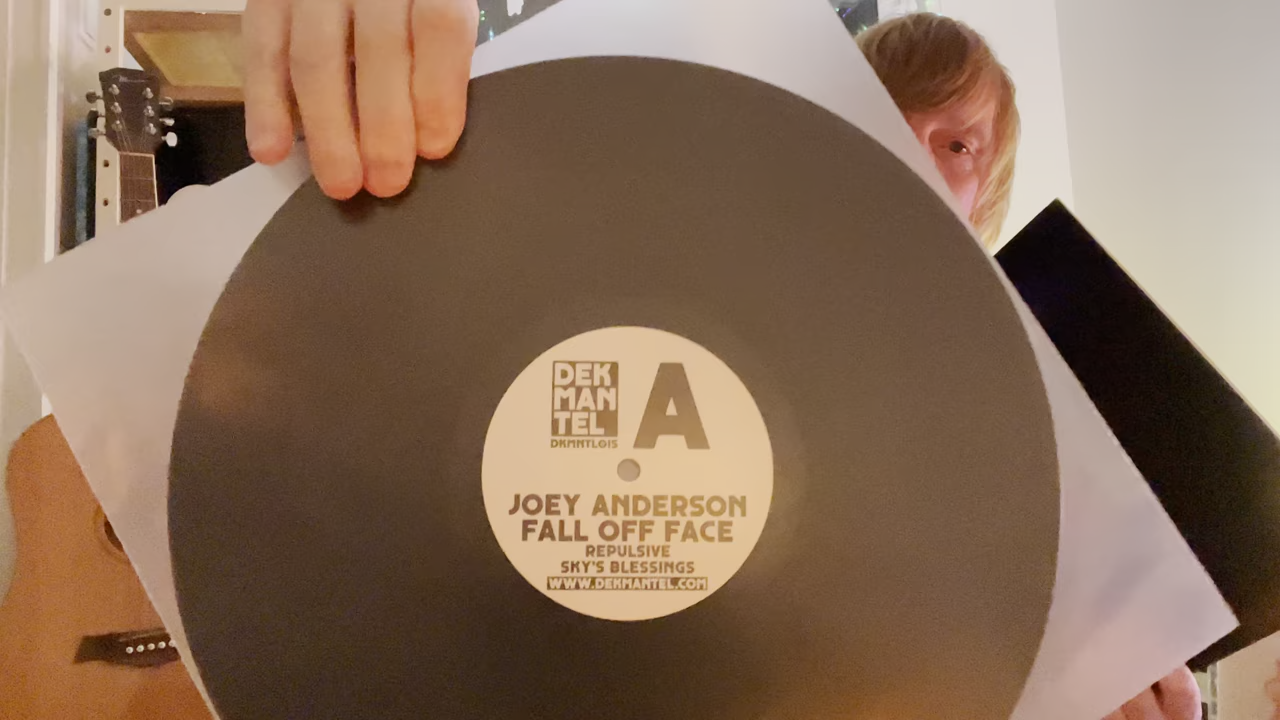 DEK
MAN
TEL
DKMNTL015
A
JOEY ANDERSON
FALL OFF FACE
REPULSIVE
SKY'S BLESSINGS
WWW.DEKMANTEL.COM